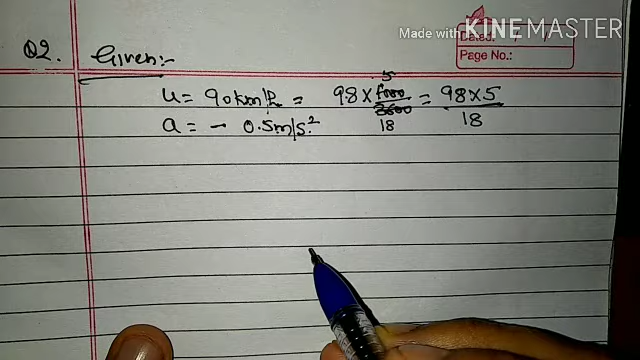 Made with KINEMASTER
Dated:
Page No.:
Q2. Given:-
u = 90km/h = 98 × 5 1000 / 3600 18 = 98 × 5 / 18
a = - 0.5m/s²